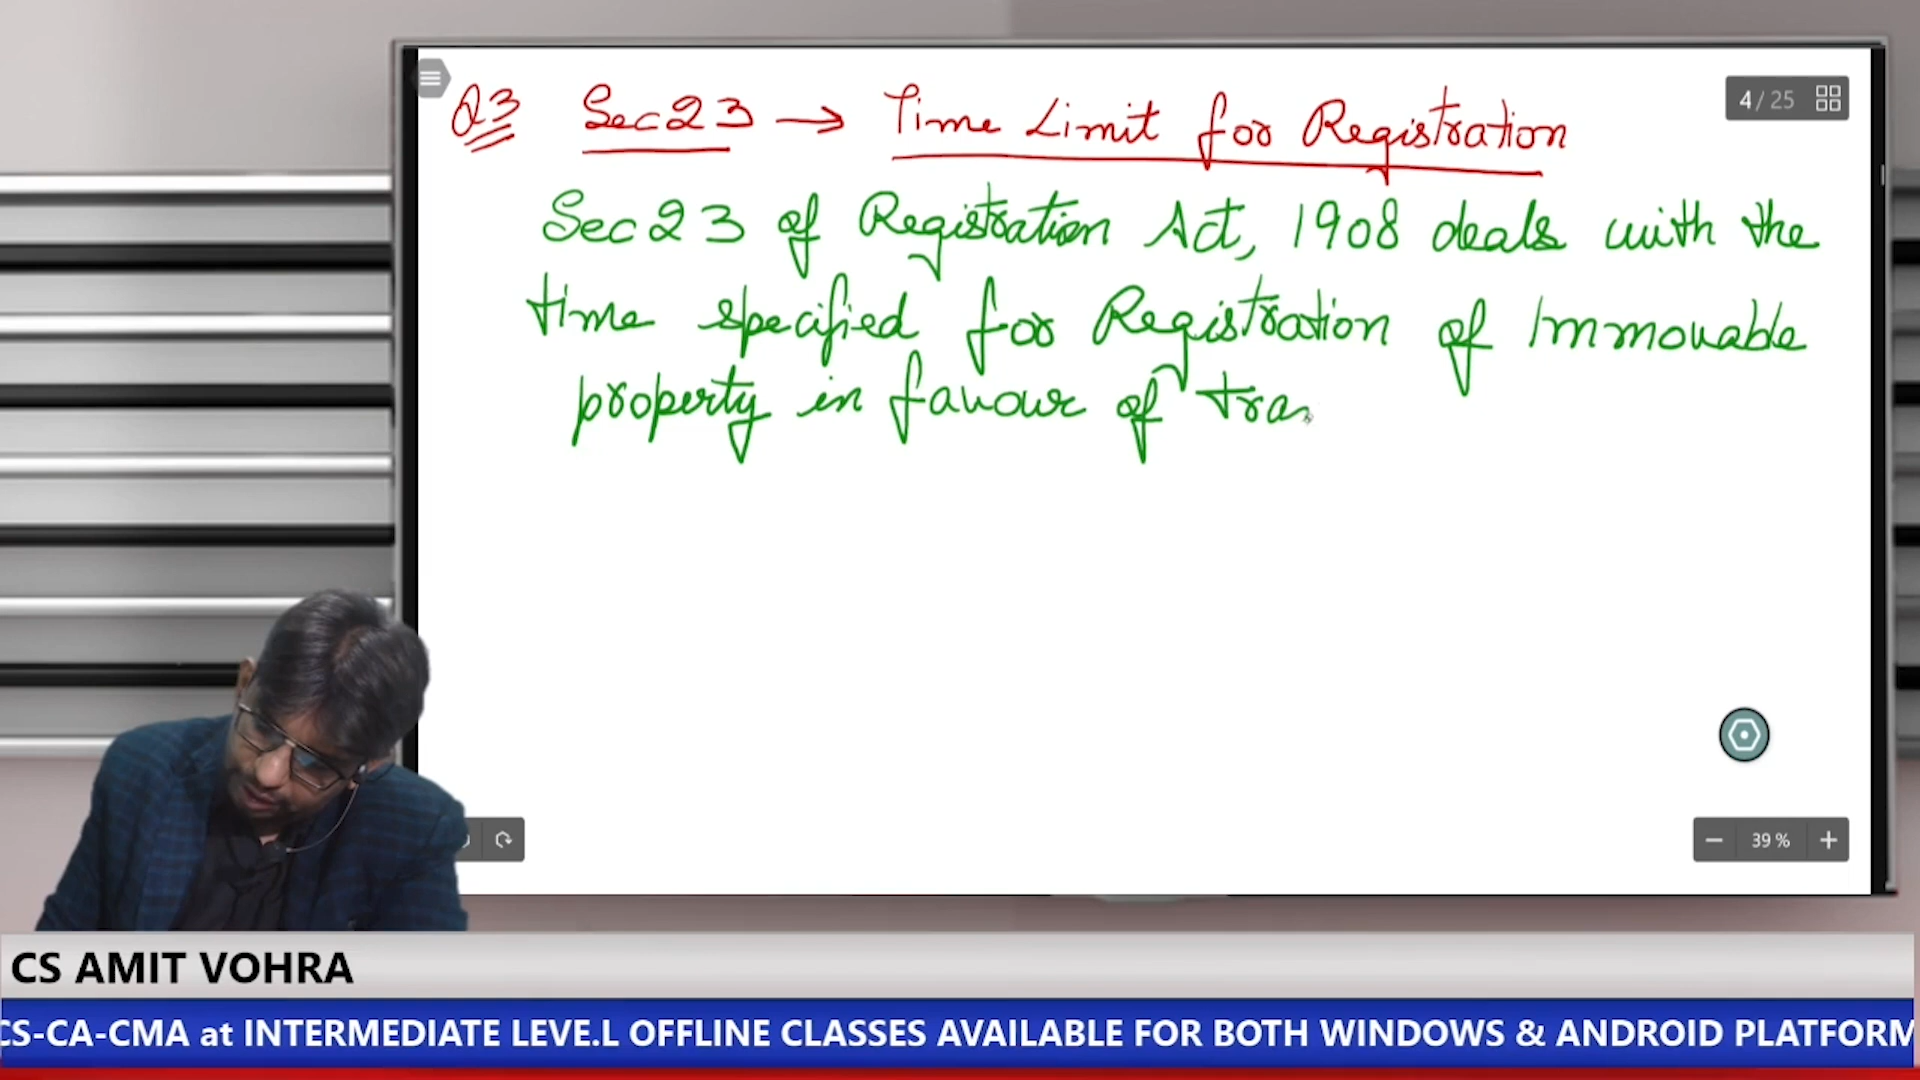 Q3 Sec 23 → Time Limit for Registration
4 / 25
Sec 23 of Registration Act, 1908 deals with the
time specified for Registration of Immovable
property in favour of tran
39 %
CS AMIT VOHRA
CS-CA-CMA at INTERMEDIATE LEVE.L OFFLINE CLASSES AVAILABLE FOR BOTH WINDOWS & ANDROID PLATFORM